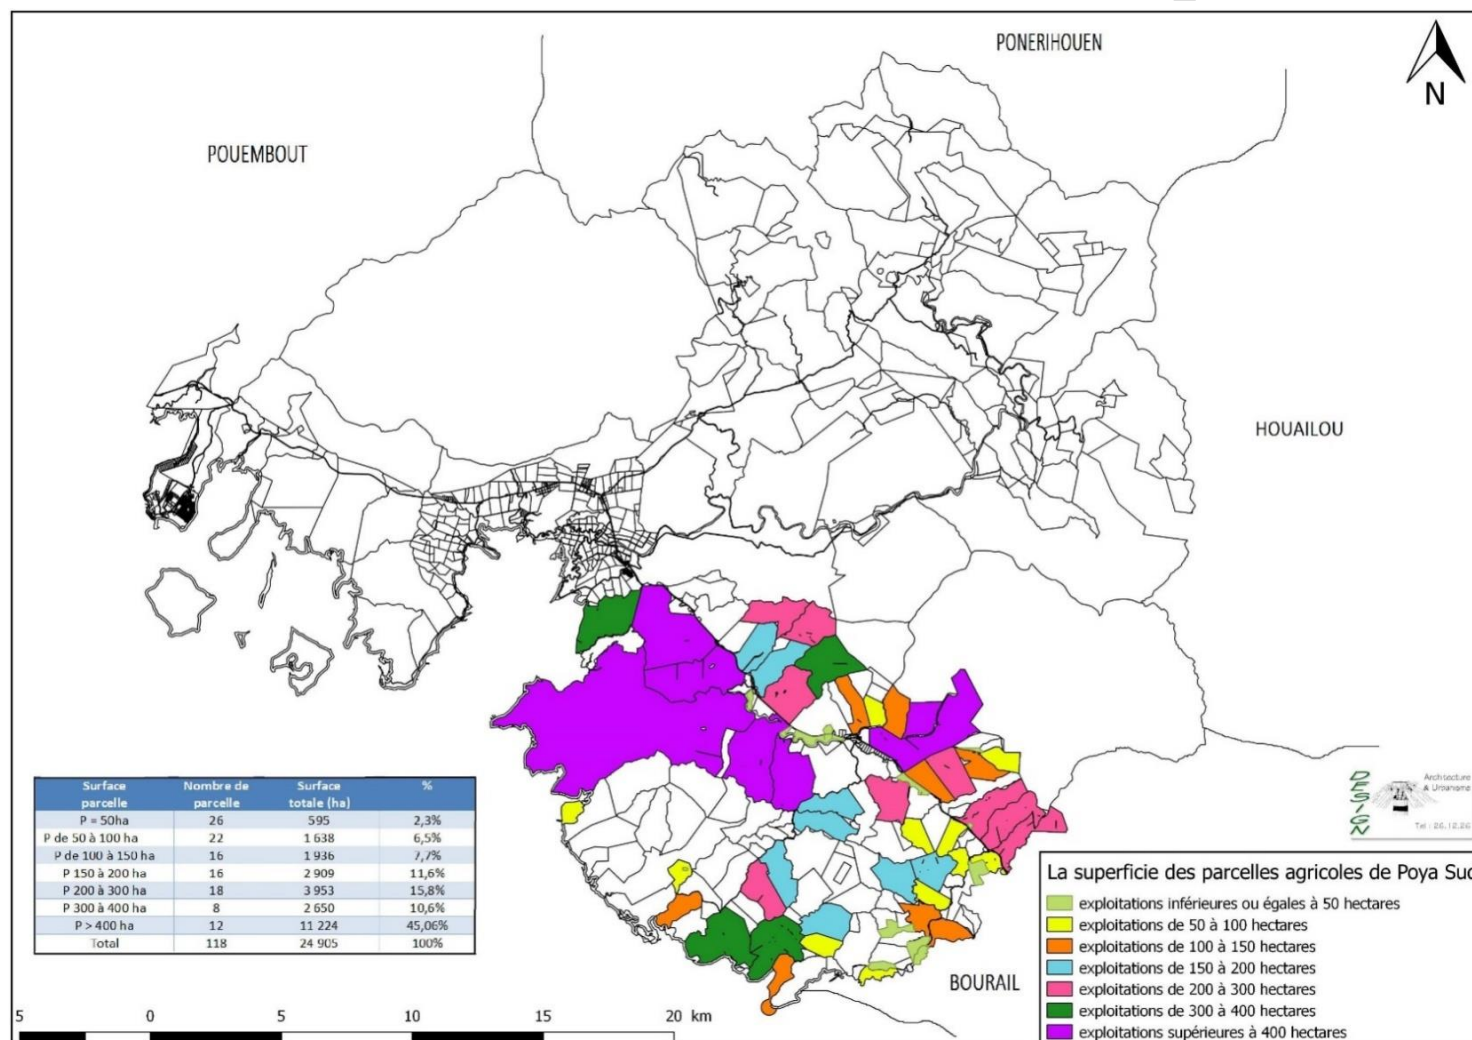 PONERIHOUEN
N
POUEMBOUT
HOUAILOU
Surface parcelle Nombre de parcelle Surface totale (ha) %
P = 50ha 26 595 2,3%
P de 50 à 100 ha 22 1 638 6,5%
P de 100 à 150 ha 16 1 936 7,7%
P 150 à 200 ha 16 2 909 11,6%
P 200 à 300 ha 18 3 953 15,8%
P 300 à 400 ha 8 2 650 10,6%
P > 400 ha 12 11 224 45,06%
Total 118 24 905 100%
DESIGN
Architecture
& Urbanisme
Tel : 26.12.26
La superficie des parcelles agricoles de Poya Sud
exploitations inférieures ou égales à 50 hectares
exploitations de 50 à 100 hectares
exploitations de 100 à 150 hectares
exploitations de 150 à 200 hectares
exploitations de 200 à 300 hectares
exploitations de 300 à 400 hectares
exploitations supérieures à 400 hectares
BOURAIL
5 0 5 10 15 20 km